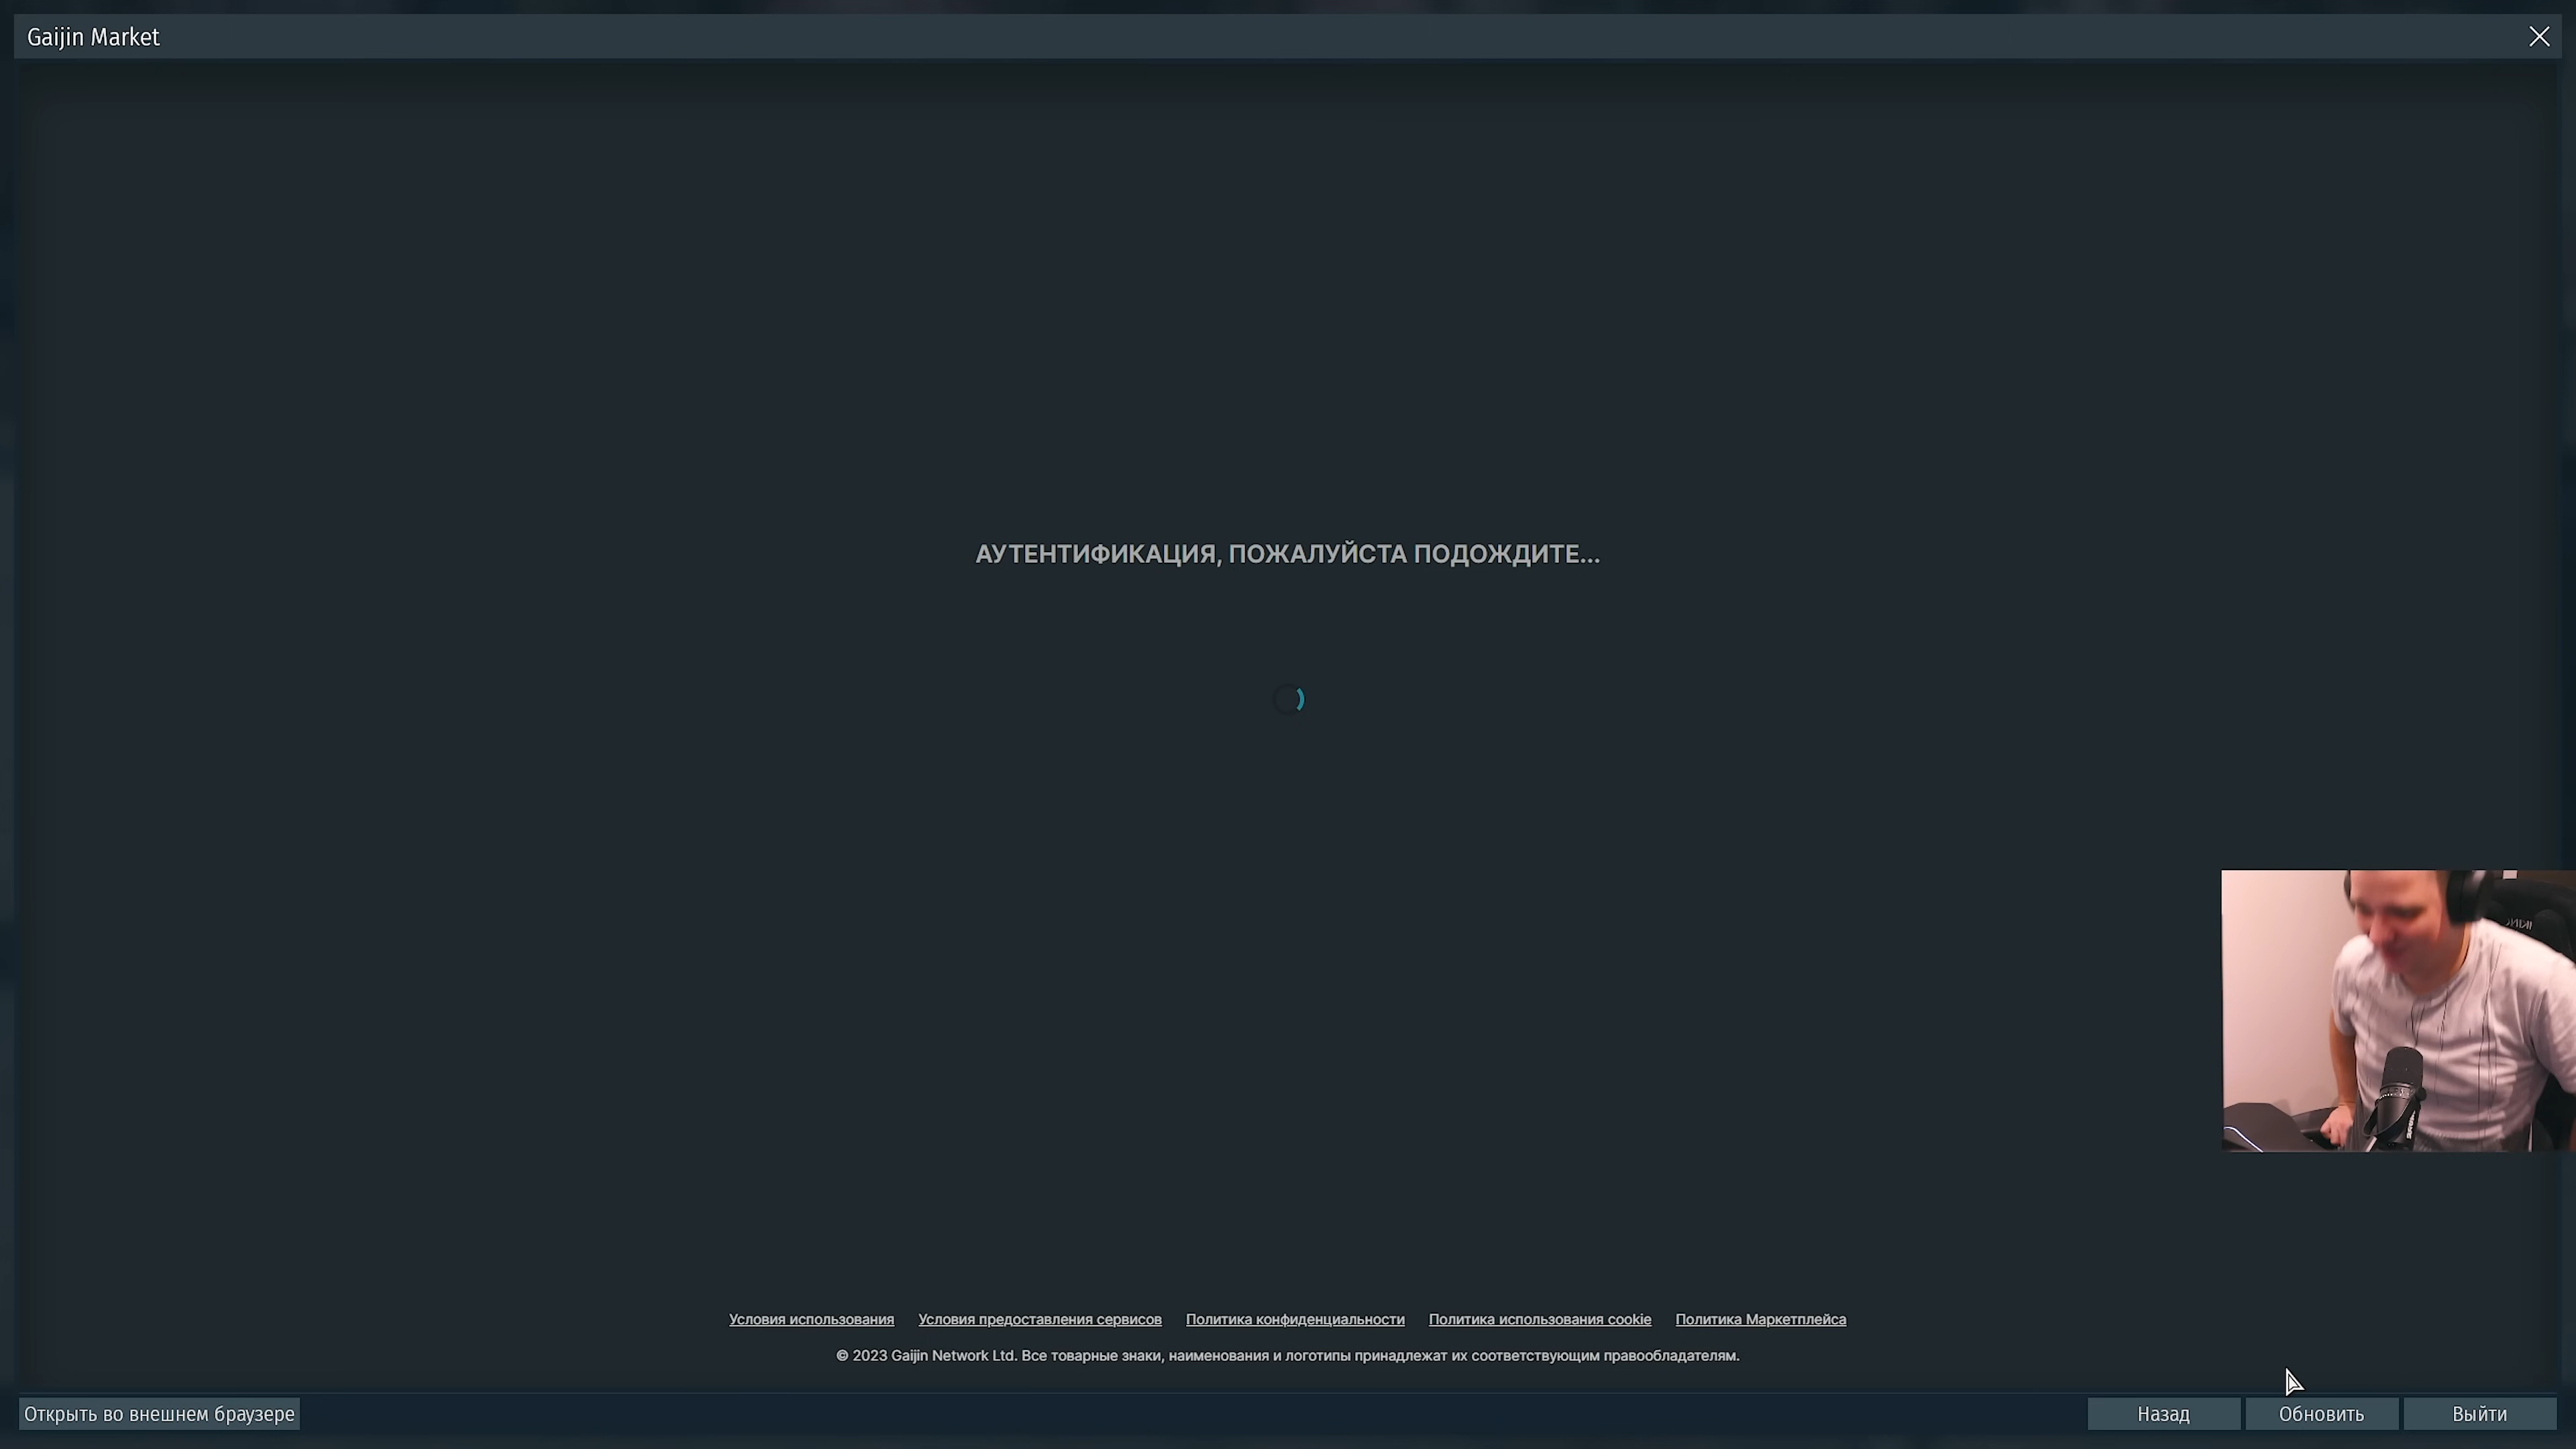 Gaijin Market
АУТЕНТИФИКАЦИЯ, ПОЖАЛУЙСТА ПОДОЖДИТЕ...
Условия использования Условия предоставления сервисов Политика конфиденциальности Политика использования cookie Политика Маркетплейса
© 2023 Gaijin Network Ltd. Все товарные знаки, наименования и логотипы принадлежат их соответствующим правообладателям.
Открыть во внешнем браузере Назад Обновить Выйти